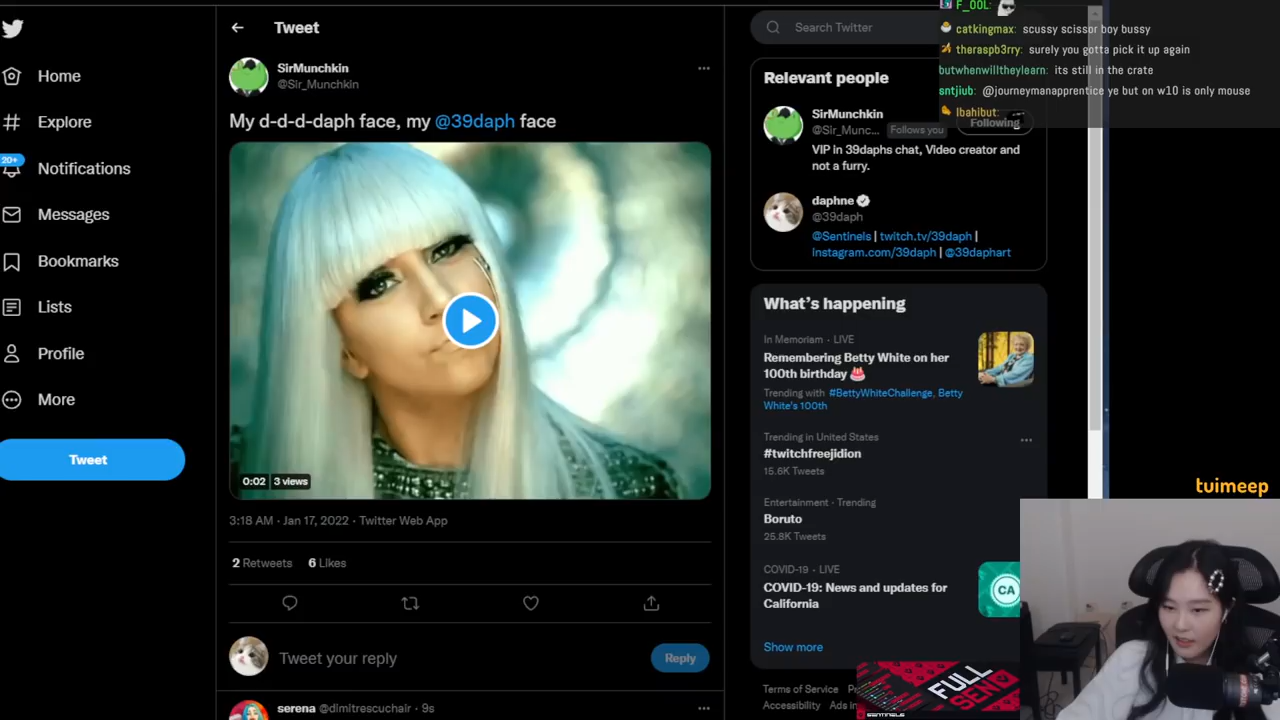 Home
Explore
20+
Notifications
Messages
Bookmarks
Lists
Profile
More
Tweet
Tweet
SirMunchkin
@Sir_Munchkin
My d-d-d-daph face, my @39daph face
0:02
3 views
3:18 AM · Jan 17, 2022 · Twitter Web App
2 Retweets 6 Likes
Tweet your reply
Reply
serena @dimitrescuchair · 9s
Search Twitter
Relevant people
SirMunchkin
@Sir_Munc... Follows you
Following
VIP in 39daphs chat, Video creator and
not a furry.
daphne
@39daph
@Sentinels | twitch.tv/39daph |
instagram.com/39daph | @39daphart
What's happening
In Memoriam · LIVE
Remembering Betty White on her
100th birthday
Trending with #BettyWhiteChallenge, Betty
White's 100th
Trending in United States
#twitchfreejidion
15.6K Tweets
Entertainment · Trending
Boruto
25.8K Tweets
COVID-19 · LIVE
COVID-19: News and updates for
California
CA
Show more
Terms of Service
Accessibility
F_00L:
catkingmax: scussy scissor boy bussy
theraspb3rry: surely you gotta pick it up again
butwhenwilltheylearn: its still in the crate
sntjiub: @journeymanapprentice ye but on w10 is only mouse
lbahibut:
tuimeep
FULL
SEN
SENTINELS